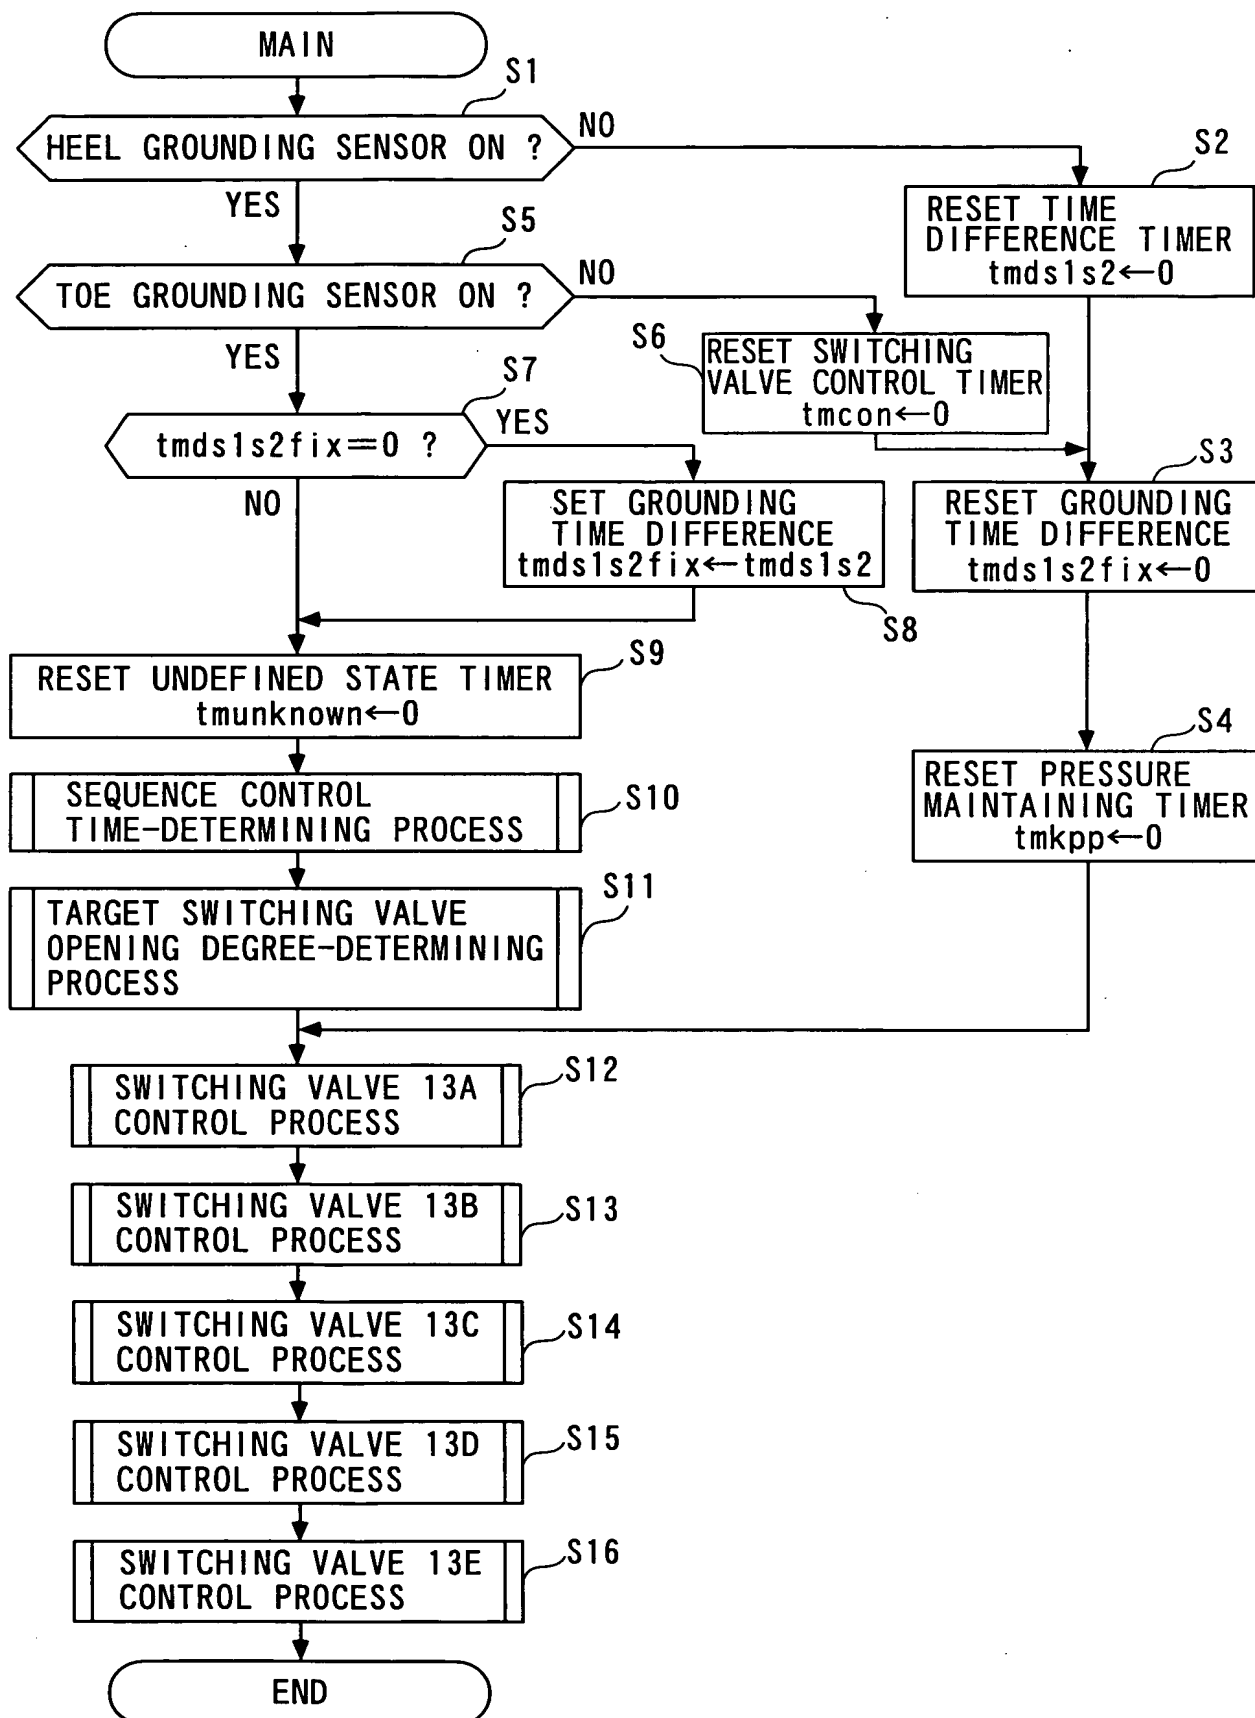 MAIN
S1
HEEL GROUNDING SENSOR ON ?
NO
YES
S2
RESET TIME
DIFFERENCE TIMER
tmds1s2←0
S5
TOE GROUNDING SENSOR ON ?
NO
YES
S6
RESET SWITCHING
VALVE CONTROL TIMER
tmcon←0
S7
tmds1s2fix==0 ?
YES
NO
S3
RESET GROUNDING
TIME DIFFERENCE
tmds1s2fix←0
SET GROUNDING
TIME DIFFERENCE
tmds1s2fix←tmds1s2
S8
S9
RESET UNDEFINED STATE TIMER
tmunknown←0
S4
RESET PRESSURE
MAINTAINING TIMER
tmkpp←0
SEQUENCE CONTROL
TIME-DETERMINING PROCESS
S10
TARGET SWITCHING VALVE
OPENING DEGREE-DETERMINING
PROCESS
S11
SWITCHING VALVE 13A
CONTROL PROCESS
S12
SWITCHING VALVE 13B
CONTROL PROCESS
S13
SWITCHING VALVE 13C
CONTROL PROCESS
S14
SWITCHING VALVE 13D
CONTROL PROCESS
S15
SWITCHING VALVE 13E
CONTROL PROCESS
S16
END